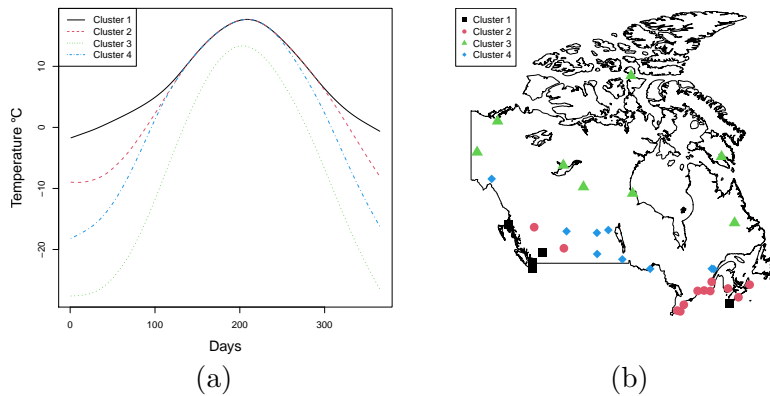 Cluster 1
Cluster 2
Cluster 3
Cluster 4
Temperature °C
10
0
−10
−20
0
100
200
300
Days
(a)
Cluster 1
Cluster 2
Cluster 3
Cluster 4
(b)